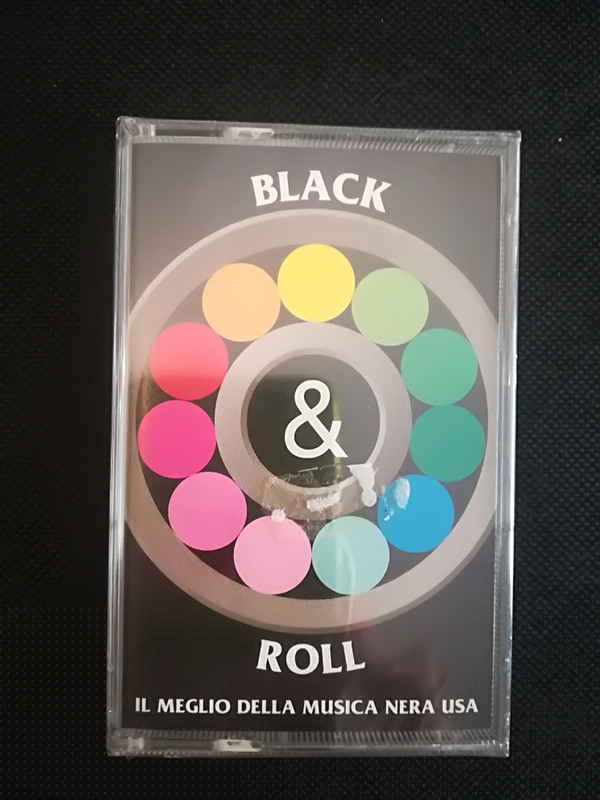 BLACK
&
ROLL
IL MEGLIO DELLA MUSICA NERA USA